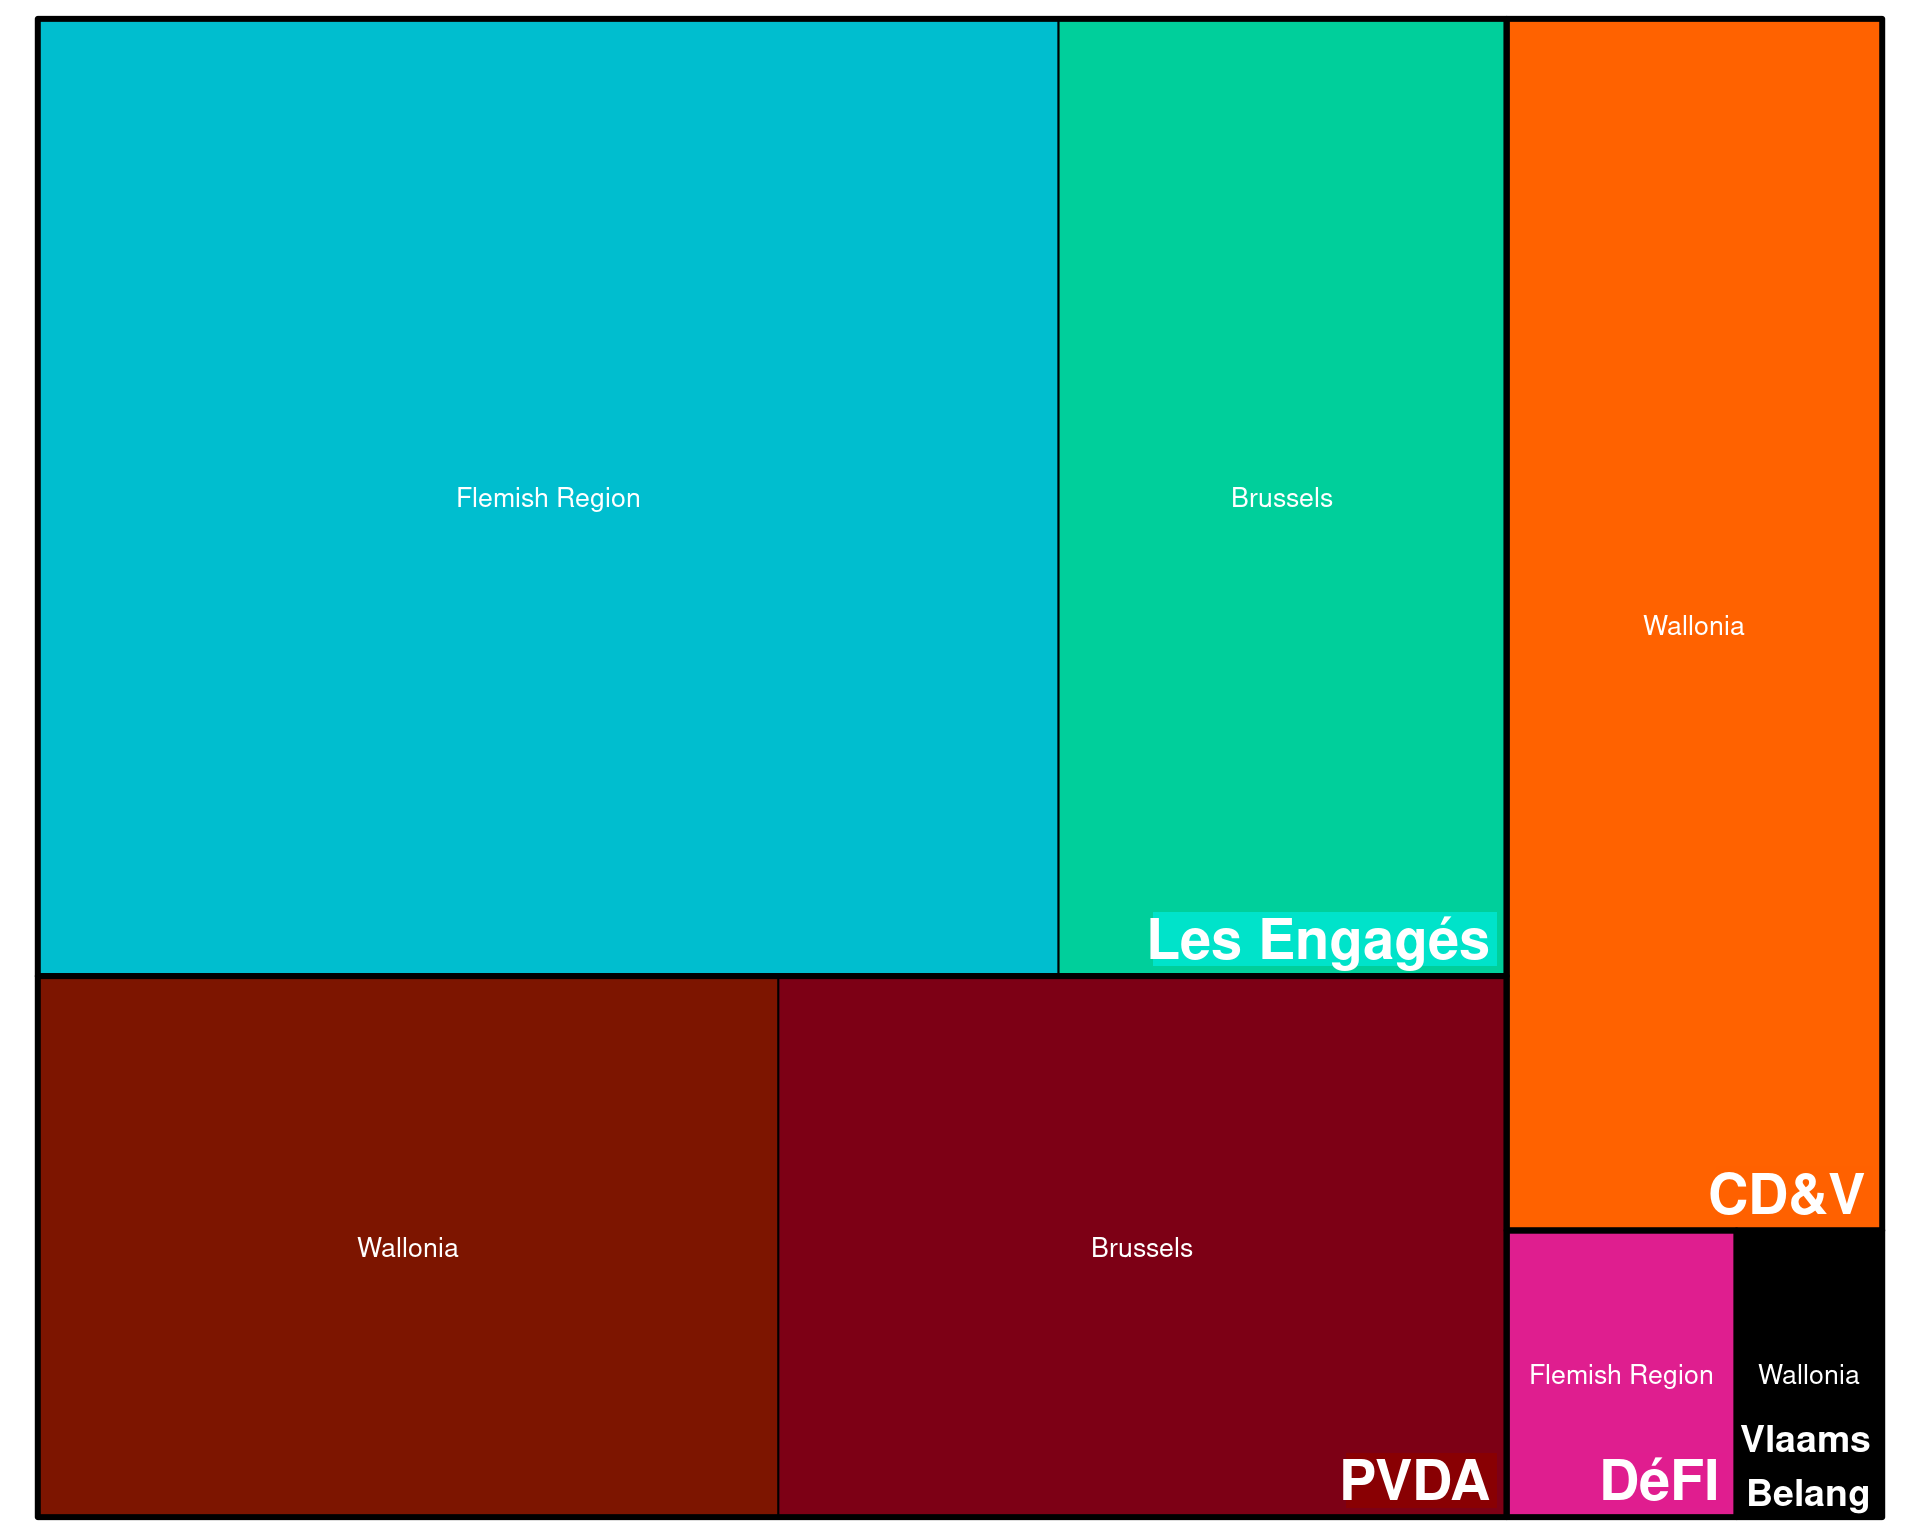 Flemish Region
Brussels
Les Engagés
Wallonia
CD&V
Wallonia
Brussels
PVDA
Flemish Region
DéFI
Wallonia
Vlaams
Belang